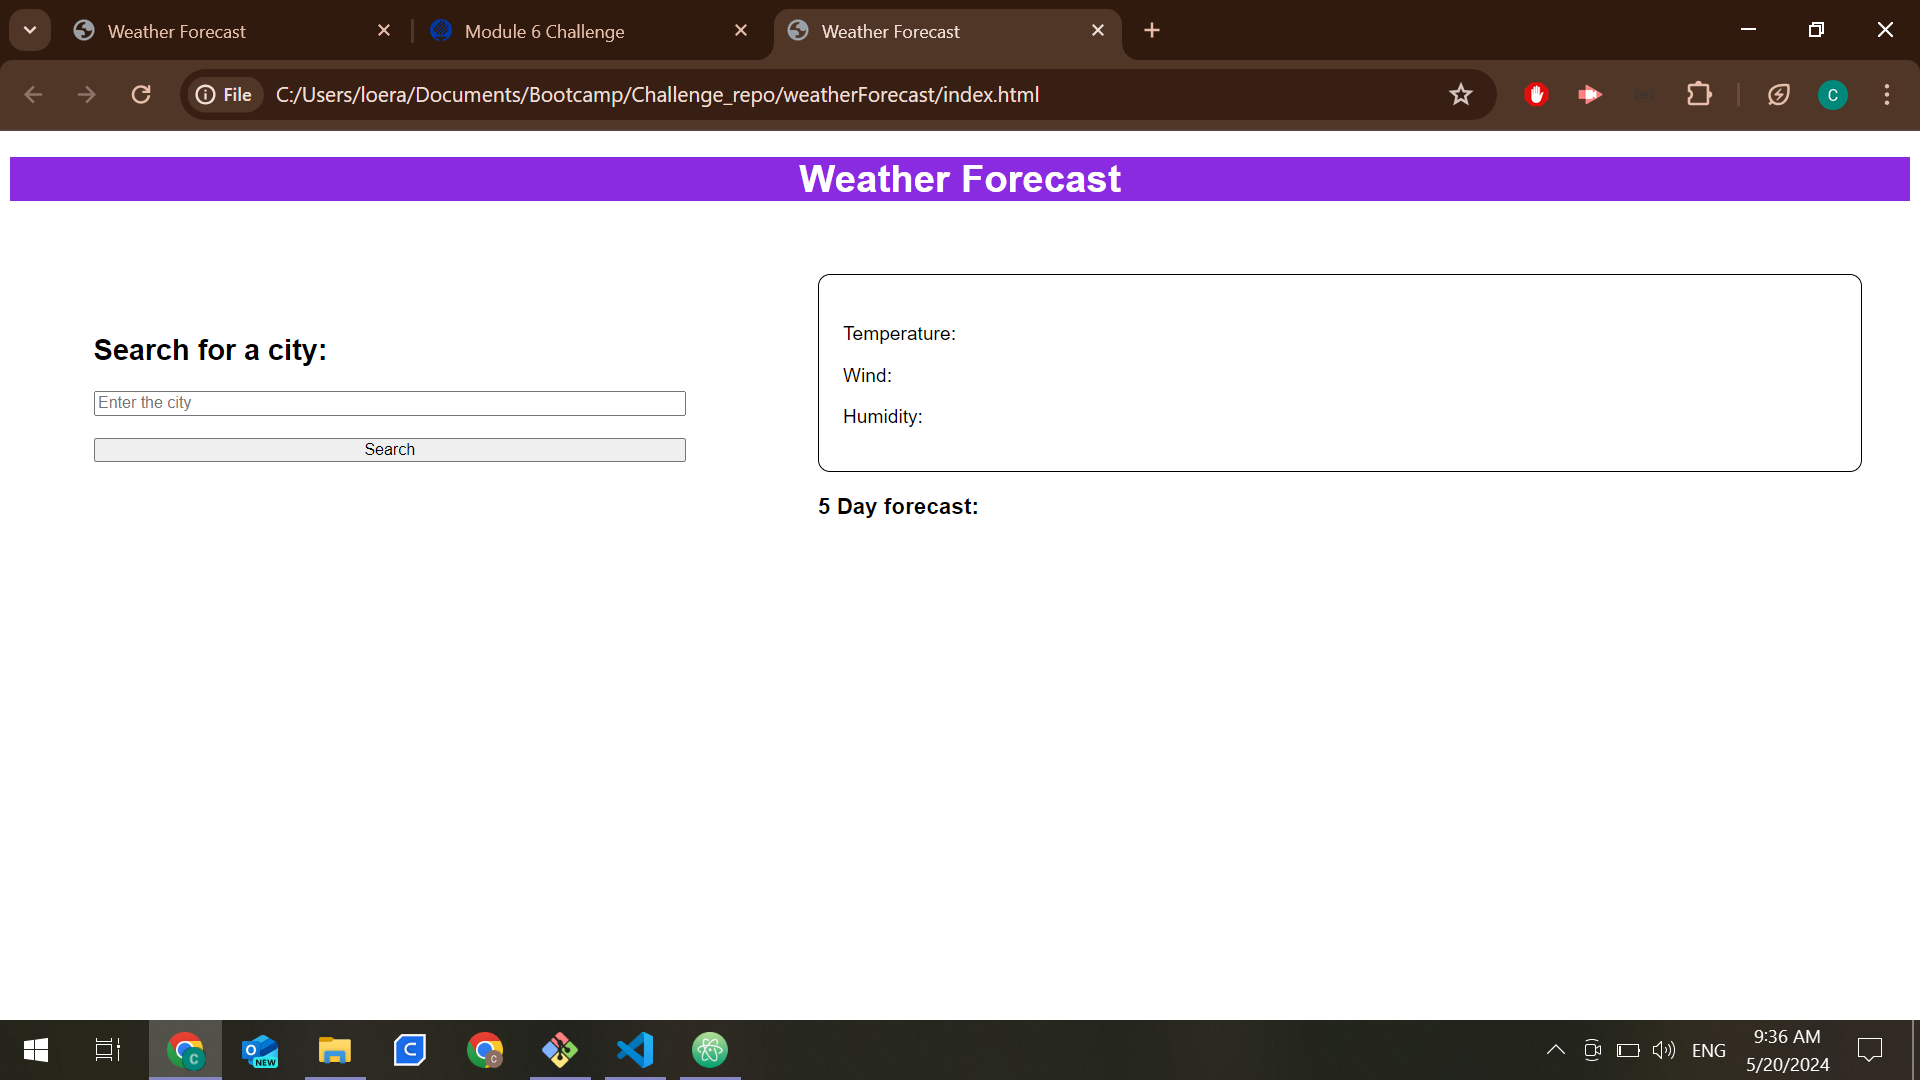 Weather Forecast
Module 6 Challenge
Weather Forecast
File
C:/Users/loera/Documents/Bootcamp/Challenge_repo/weatherForecast/index.html
C
Weather Forecast
Search for a city:
Enter the city
Search
Temperature:
Wind:
Humidity:
5 Day forecast:
C
O
NEW
C
C
ENG
9:36 AM
5/20/2024